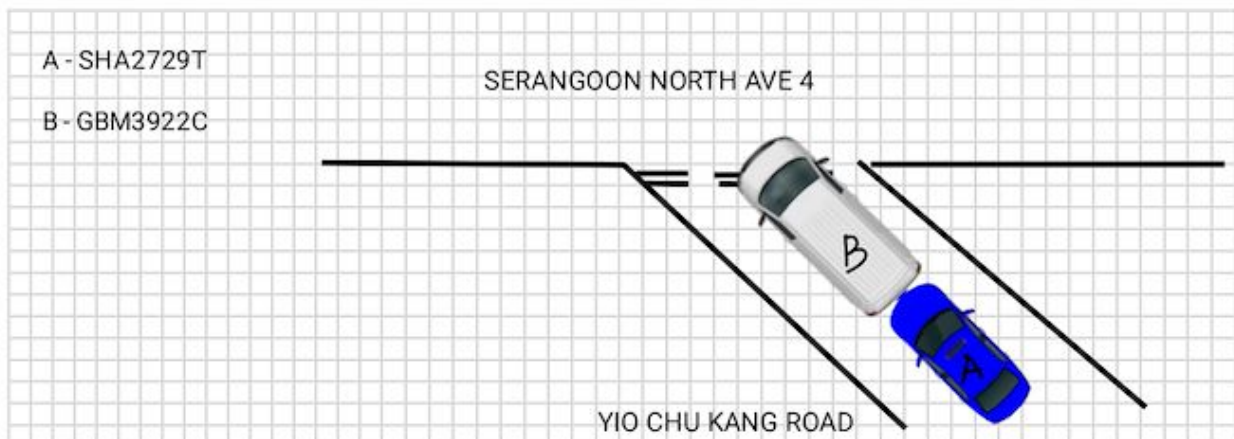 A - SHA2729T
SERANGOON NORTH AVE 4
B - GBM3922C
B
A
YIO CHU KANG ROAD